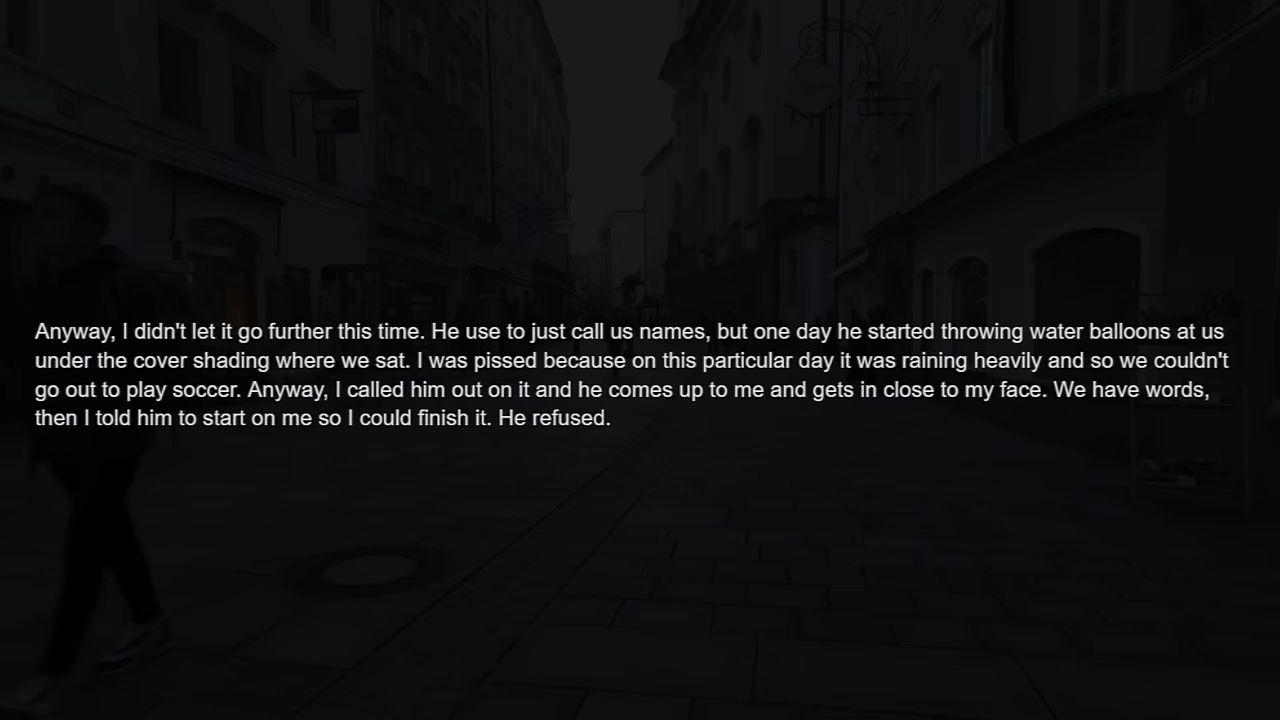 Anyway, I didn't let it go further this time. He use to just call us names, but one day he started throwing water balloons at us
under the cover shading where we sat. I was pissed because on this particular day it was raining heavily and so we couldn't
go out to play soccer. Anyway, I called him out on it and he comes up to me and gets in close to my face. We have words,
then I told him to start on me so I could finish it. He refused.